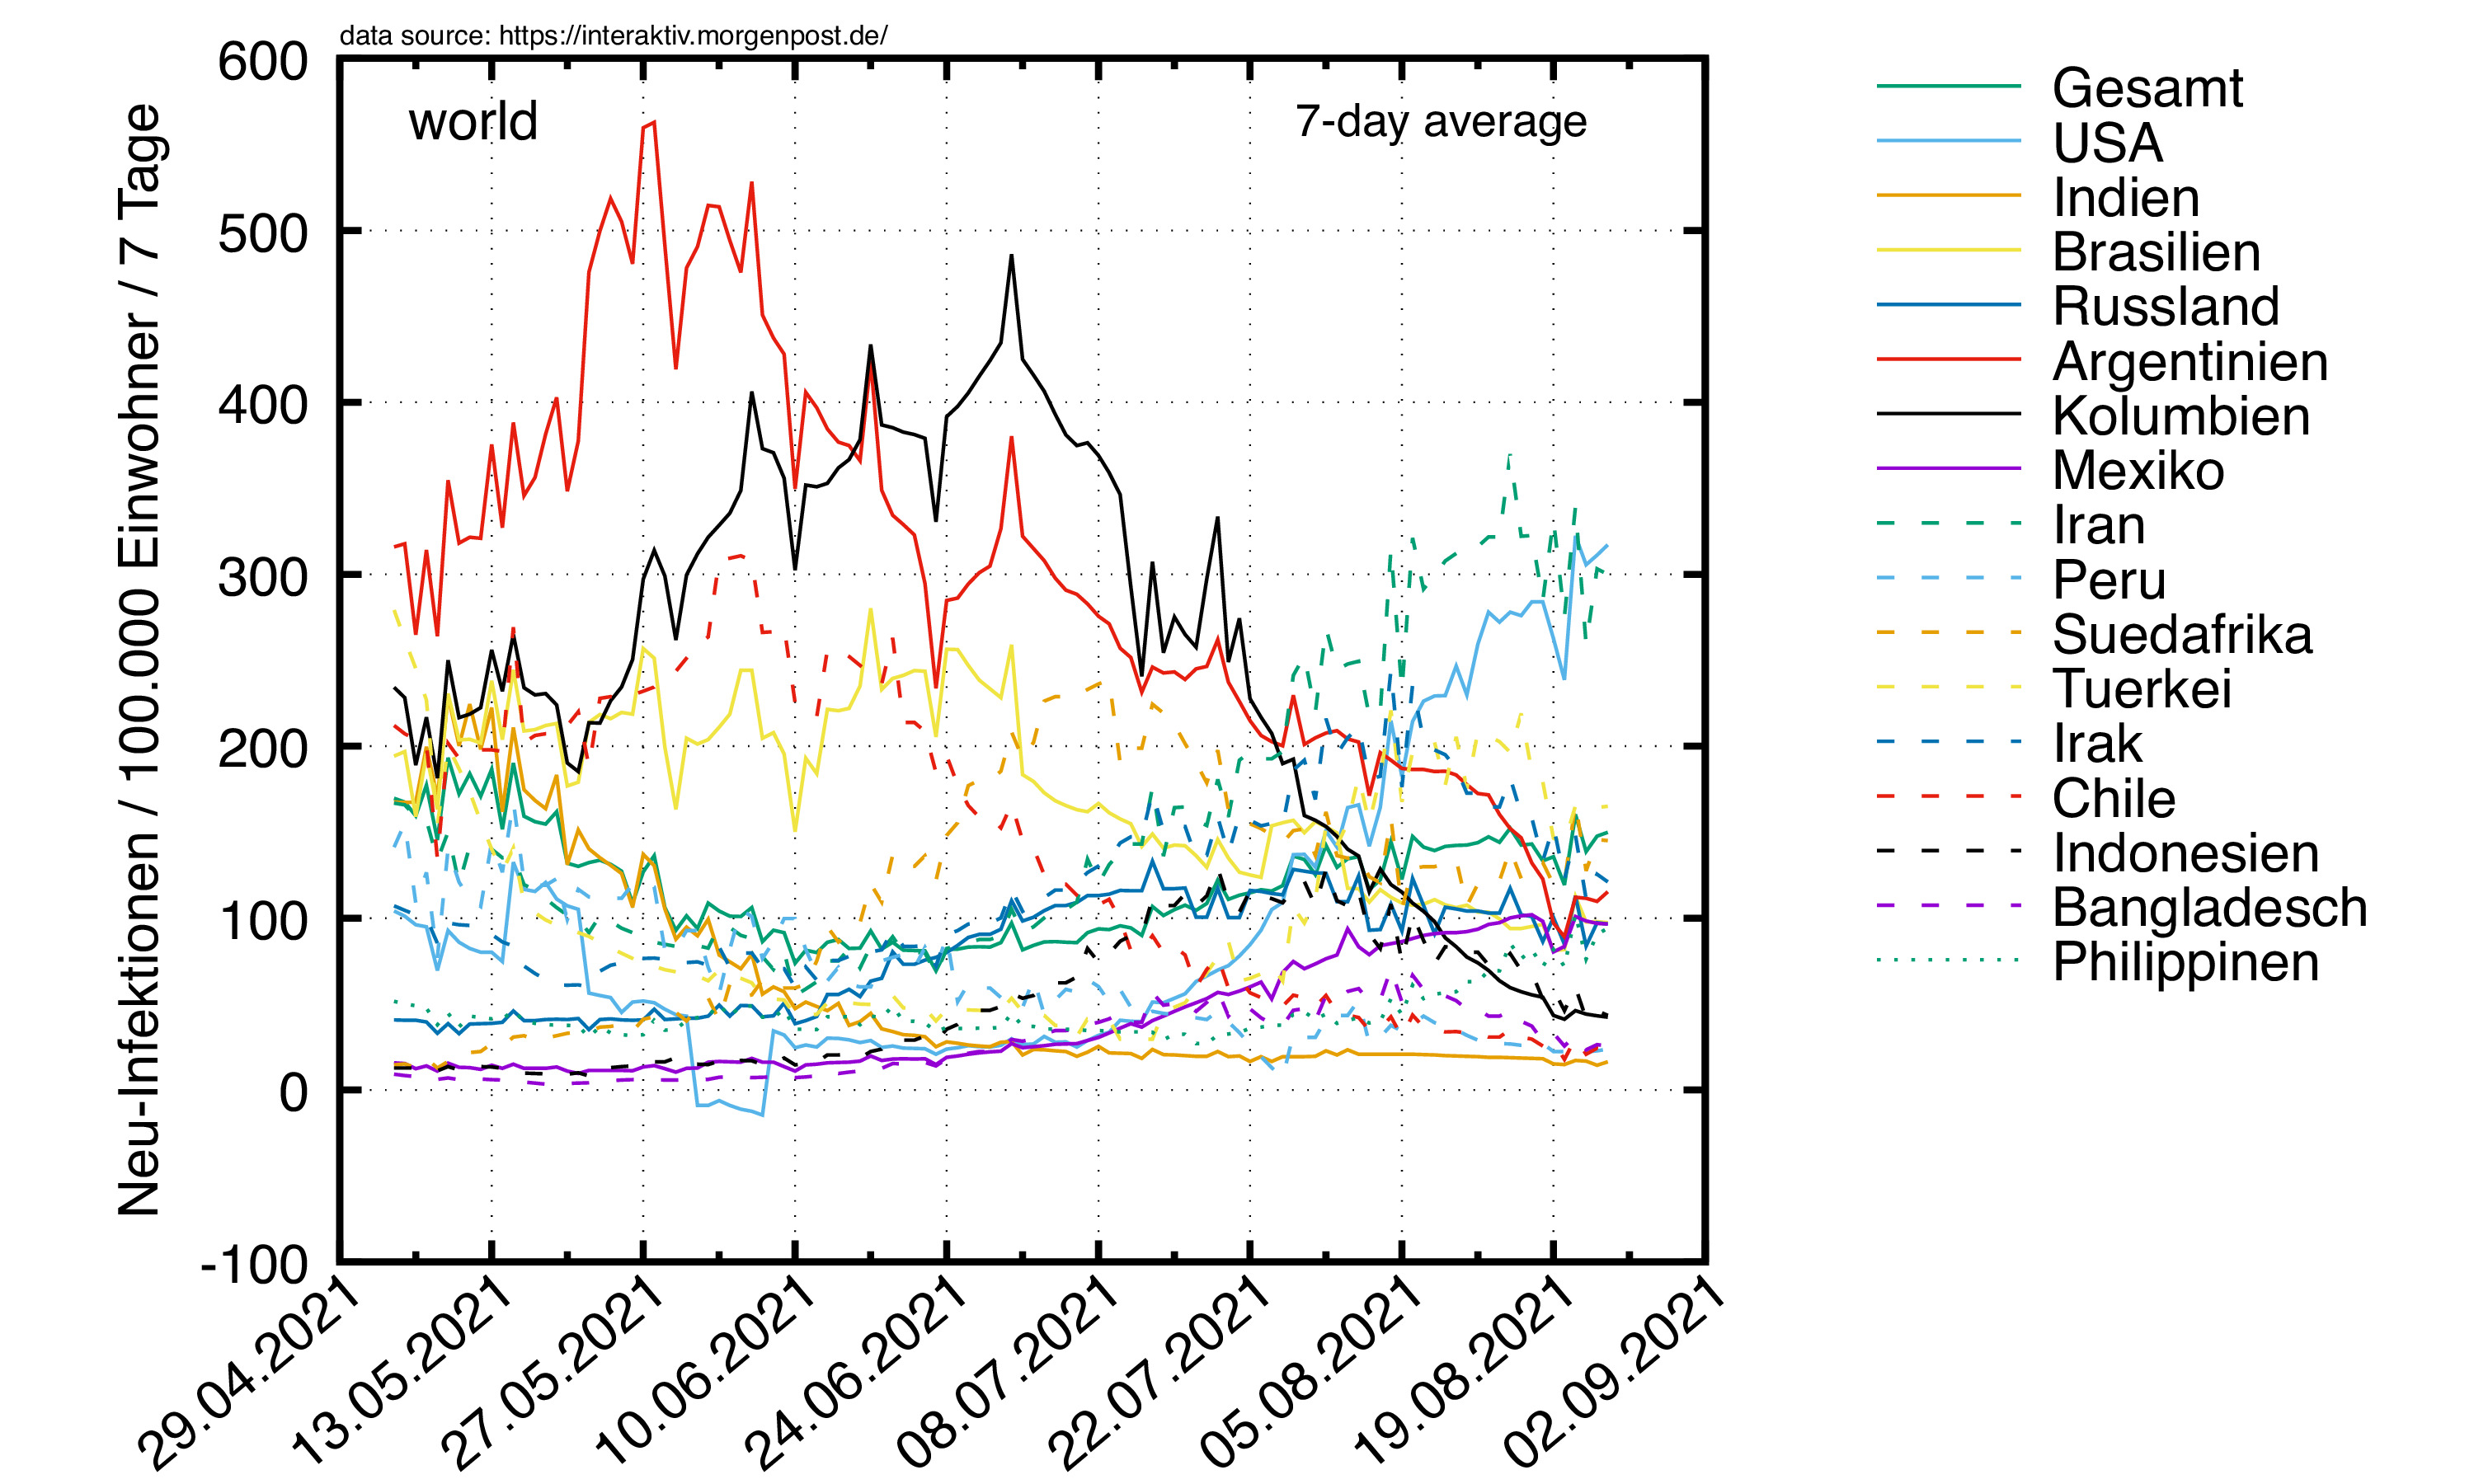 data source: https://interaktiv.morgenpost.de/
world
7-day average
Neu-Infektionen / 100.000 Einwohner / 7 Tage
600
500
400
300
200
100
0
-100
29.04.2021
13.05.2021
27.05.2021
10.06.2021
24.06.2021
08.07.2021
22.07.2021
05.08.2021
19.08.2021
02.09.2021
Gesamt
USA
Indien
Brasilien
Russland
Argentinien
Kolumbien
Mexiko
Iran
Peru
Suedafrika
Tuerkei
Irak
Chile
Indonesien
Bangladesch
Philippinen